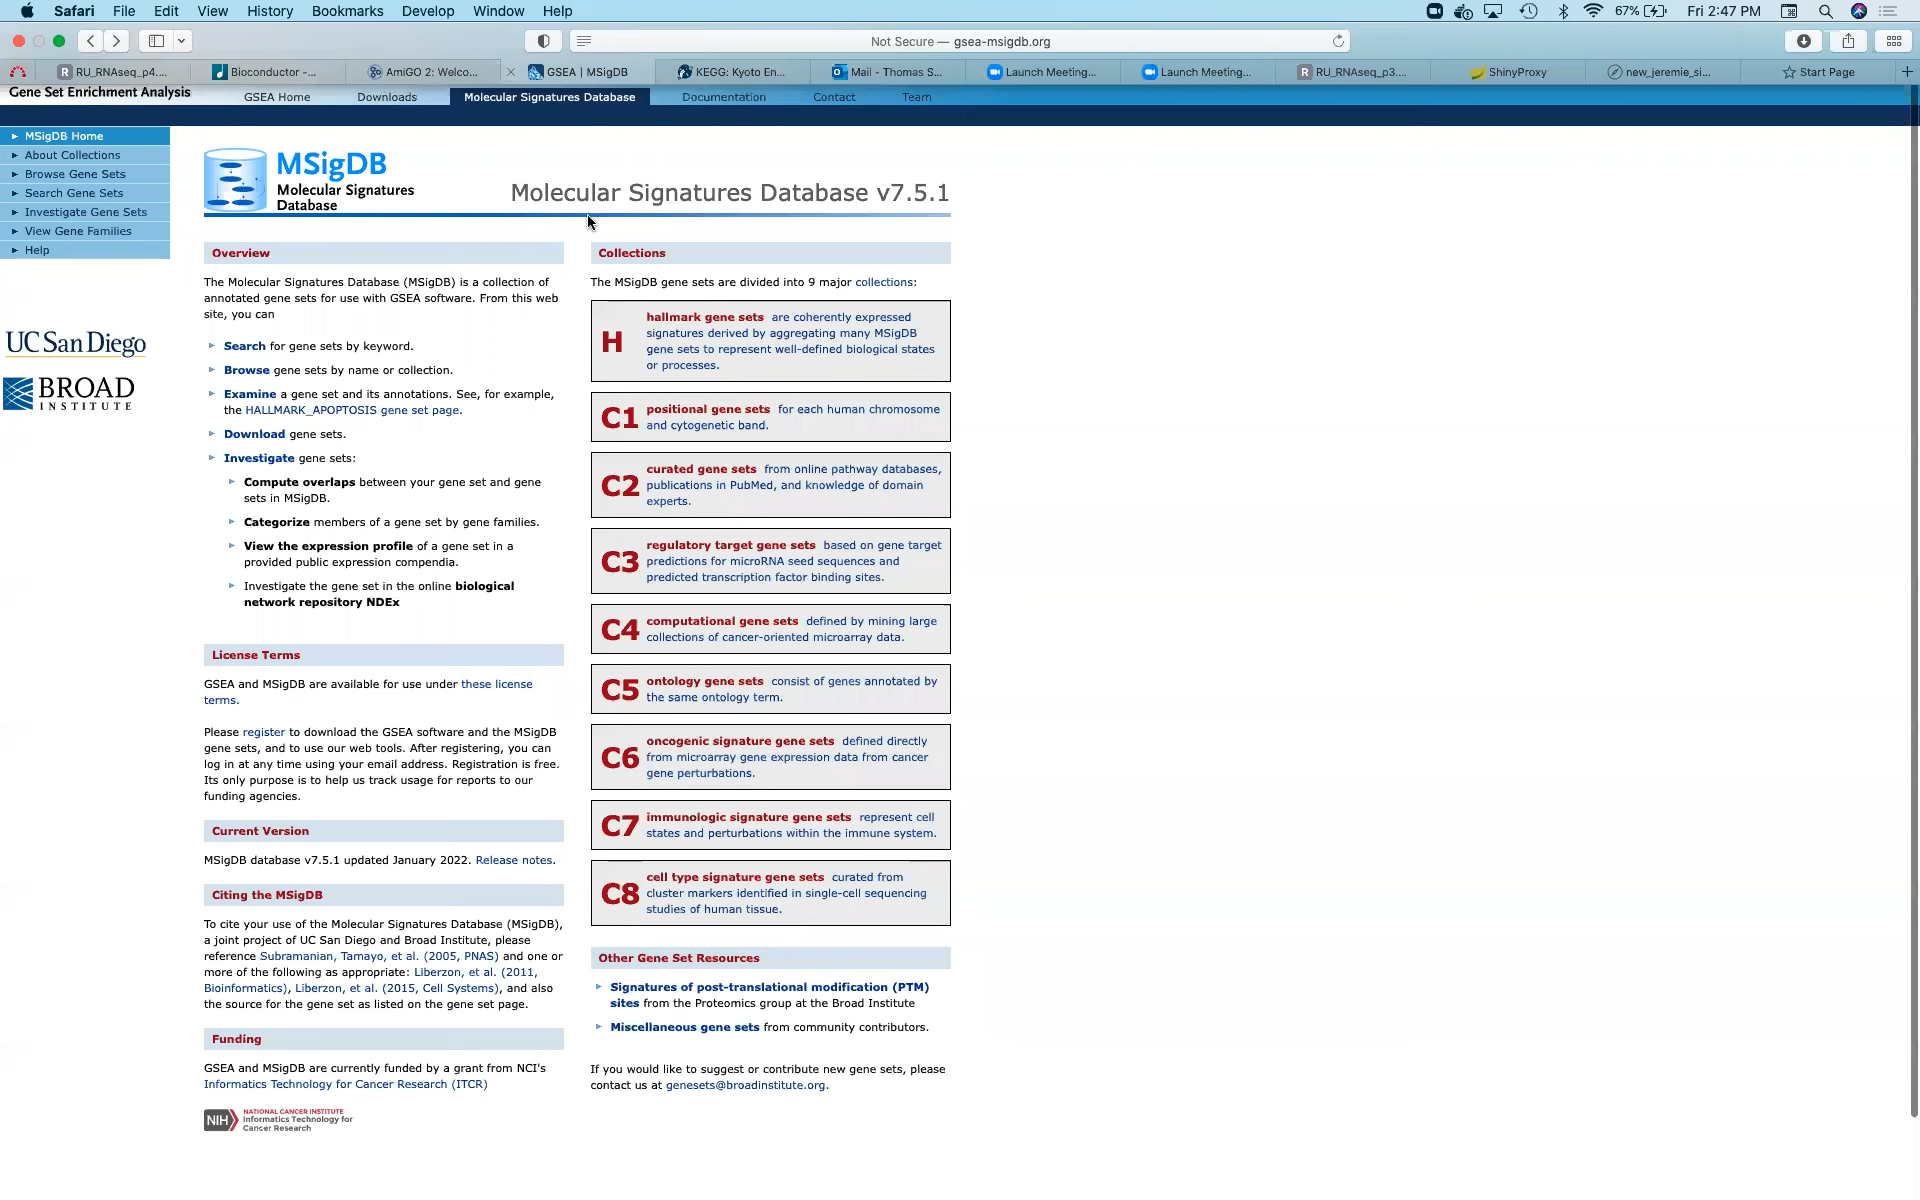 Safari File Edit View History Bookmarks Develop Window Help 67% Fri 2:47 PM
Not Secure — gsea-msigdb.org
RU_RNAseq_p4.... Bioconductor -... AmiGO 2: Welco... GSEA | MSigDB KEGG: Kyoto En... Mail - Thomas S... Launch Meeting... Launch Meeting... RU_RNAseq_p3.... ShinyProxy new_jeremie_si... Start Page
Gene Set Enrichment Analysis
GSEA Home Downloads Molecular Signatures Database Documentation Contact Team
MSigDB Home
About Collections
Browse Gene Sets
Search Gene Sets
Investigate Gene Sets
View Gene Families
Help
UC San Diego
BROAD
INSTITUTE
MSigDB
Molecular Signatures
Database
Molecular Signatures Database v7.5.1
Overview
The Molecular Signatures Database (MSigDB) is a collection of
annotated gene sets for use with GSEA software. From this web
site, you can
Search for gene sets by keyword.
Browse gene sets by name or collection.
Examine a gene set and its annotations. See, for example,
the HALLMARK_APOPTOSIS gene set page.
Download gene sets.
Investigate gene sets:
Compute overlaps between your gene set and gene
sets in MSigDB.
Categorize members of a gene set by gene families.
View the expression profile of a gene set in a
provided public expression compendia.
Investigate the gene set in the online biological
network repository NDEx
License Terms
GSEA and MSigDB are available for use under these license
terms.
Please register to download the GSEA software and the MSigDB
gene sets, and to use our web tools. After registering, you can
log in at any time using your email address. Registration is free.
Its only purpose is to help us track usage for reports to our
funding agencies.
Current Version
MSigDB database v7.5.1 updated January 2022. Release notes.
Citing the MSigDB
To cite your use of the Molecular Signatures Database (MSigDB),
a joint project of UC San Diego and Broad Institute, please
reference Subramanian, Tamayo, et al. (2005, PNAS) and one or
more of the following as appropriate: Liberzon, et al. (2011,
Bioinformatics), Liberzon, et al. (2015, Cell Systems), and also
the source for the gene set as listed on the gene set page.
Funding
GSEA and MSigDB are currently funded by a grant from NCI's
Informatics Technology for Cancer Research (ITCR)
NIH NATIONAL CANCER INSTITUTE
Informatics Technology for
Cancer Research
Collections
The MSigDB gene sets are divided into 9 major collections:
H hallmark gene sets are coherently expressed
signatures derived by aggregating many MSigDB
gene sets to represent well-defined biological states
or processes.
C1 positional gene sets for each human chromosome
and cytogenetic band.
C2 curated gene sets from online pathway databases,
publications in PubMed, and knowledge of domain
experts.
C3 regulatory target gene sets based on gene target
predictions for microRNA seed sequences and
predicted transcription factor binding sites.
C4 computational gene sets defined by mining large
collections of cancer-oriented microarray data.
C5 ontology gene sets consist of genes annotated by
the same ontology term.
C6 oncogenic signature gene sets defined directly
from microarray gene expression data from cancer
gene perturbations.
C7 immunologic signature gene sets represent cell
states and perturbations within the immune system.
C8 cell type signature gene sets curated from
cluster markers identified in single-cell sequencing
studies of human tissue.
Other Gene Set Resources
Signatures of post-translational modification (PTM)
sites from the Proteomics group at the Broad Institute
Miscellaneous gene sets from community contributors.
If you would like to suggest or contribute new gene sets, please
contact us at genesets@broadinstitute.org.